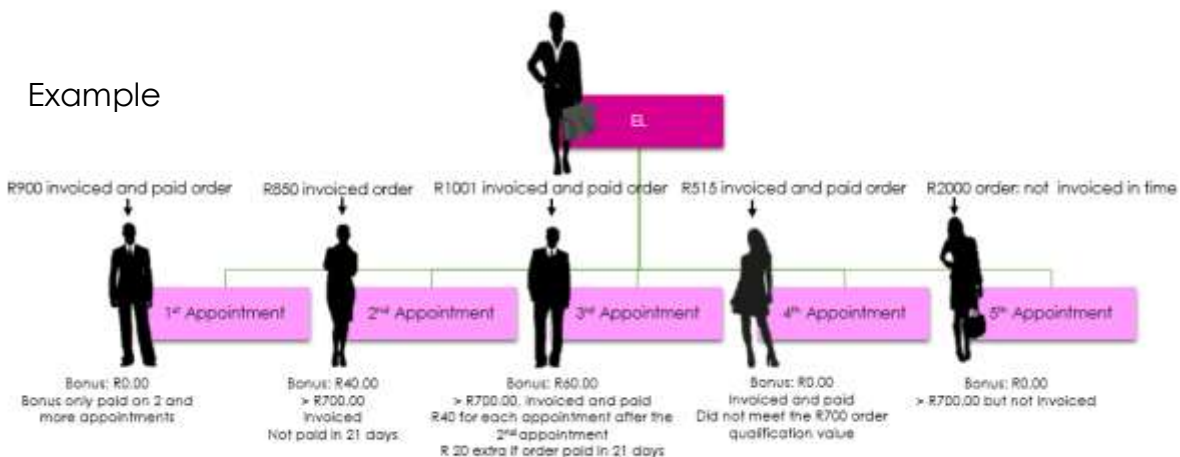 Example
EL
R900 invoiced and paid order
R850 invoiced order
R1001 invoiced and paid order
R515 invoiced and paid order
R2000 order: not invoiced in time
1st Appointment
2nd Appointment
3rd Appointment
4th Appointment
5th Appointment
Bonus: R0.00
Bonus only paid on 2 and
more appointments
Bonus: R40.00
> R700.00
Invoiced
Not paid in 21 days
Bonus: R60.00
> R700.00, Invoiced and paid
R40 for each appointment after the
2nd appointment
R 20 extra if order paid in 21 days
Bonus: R0.00
Invoiced and paid
Did not meet the R700 order
qualification value
Bonus: R0.00
> R700.00 but not Invoiced